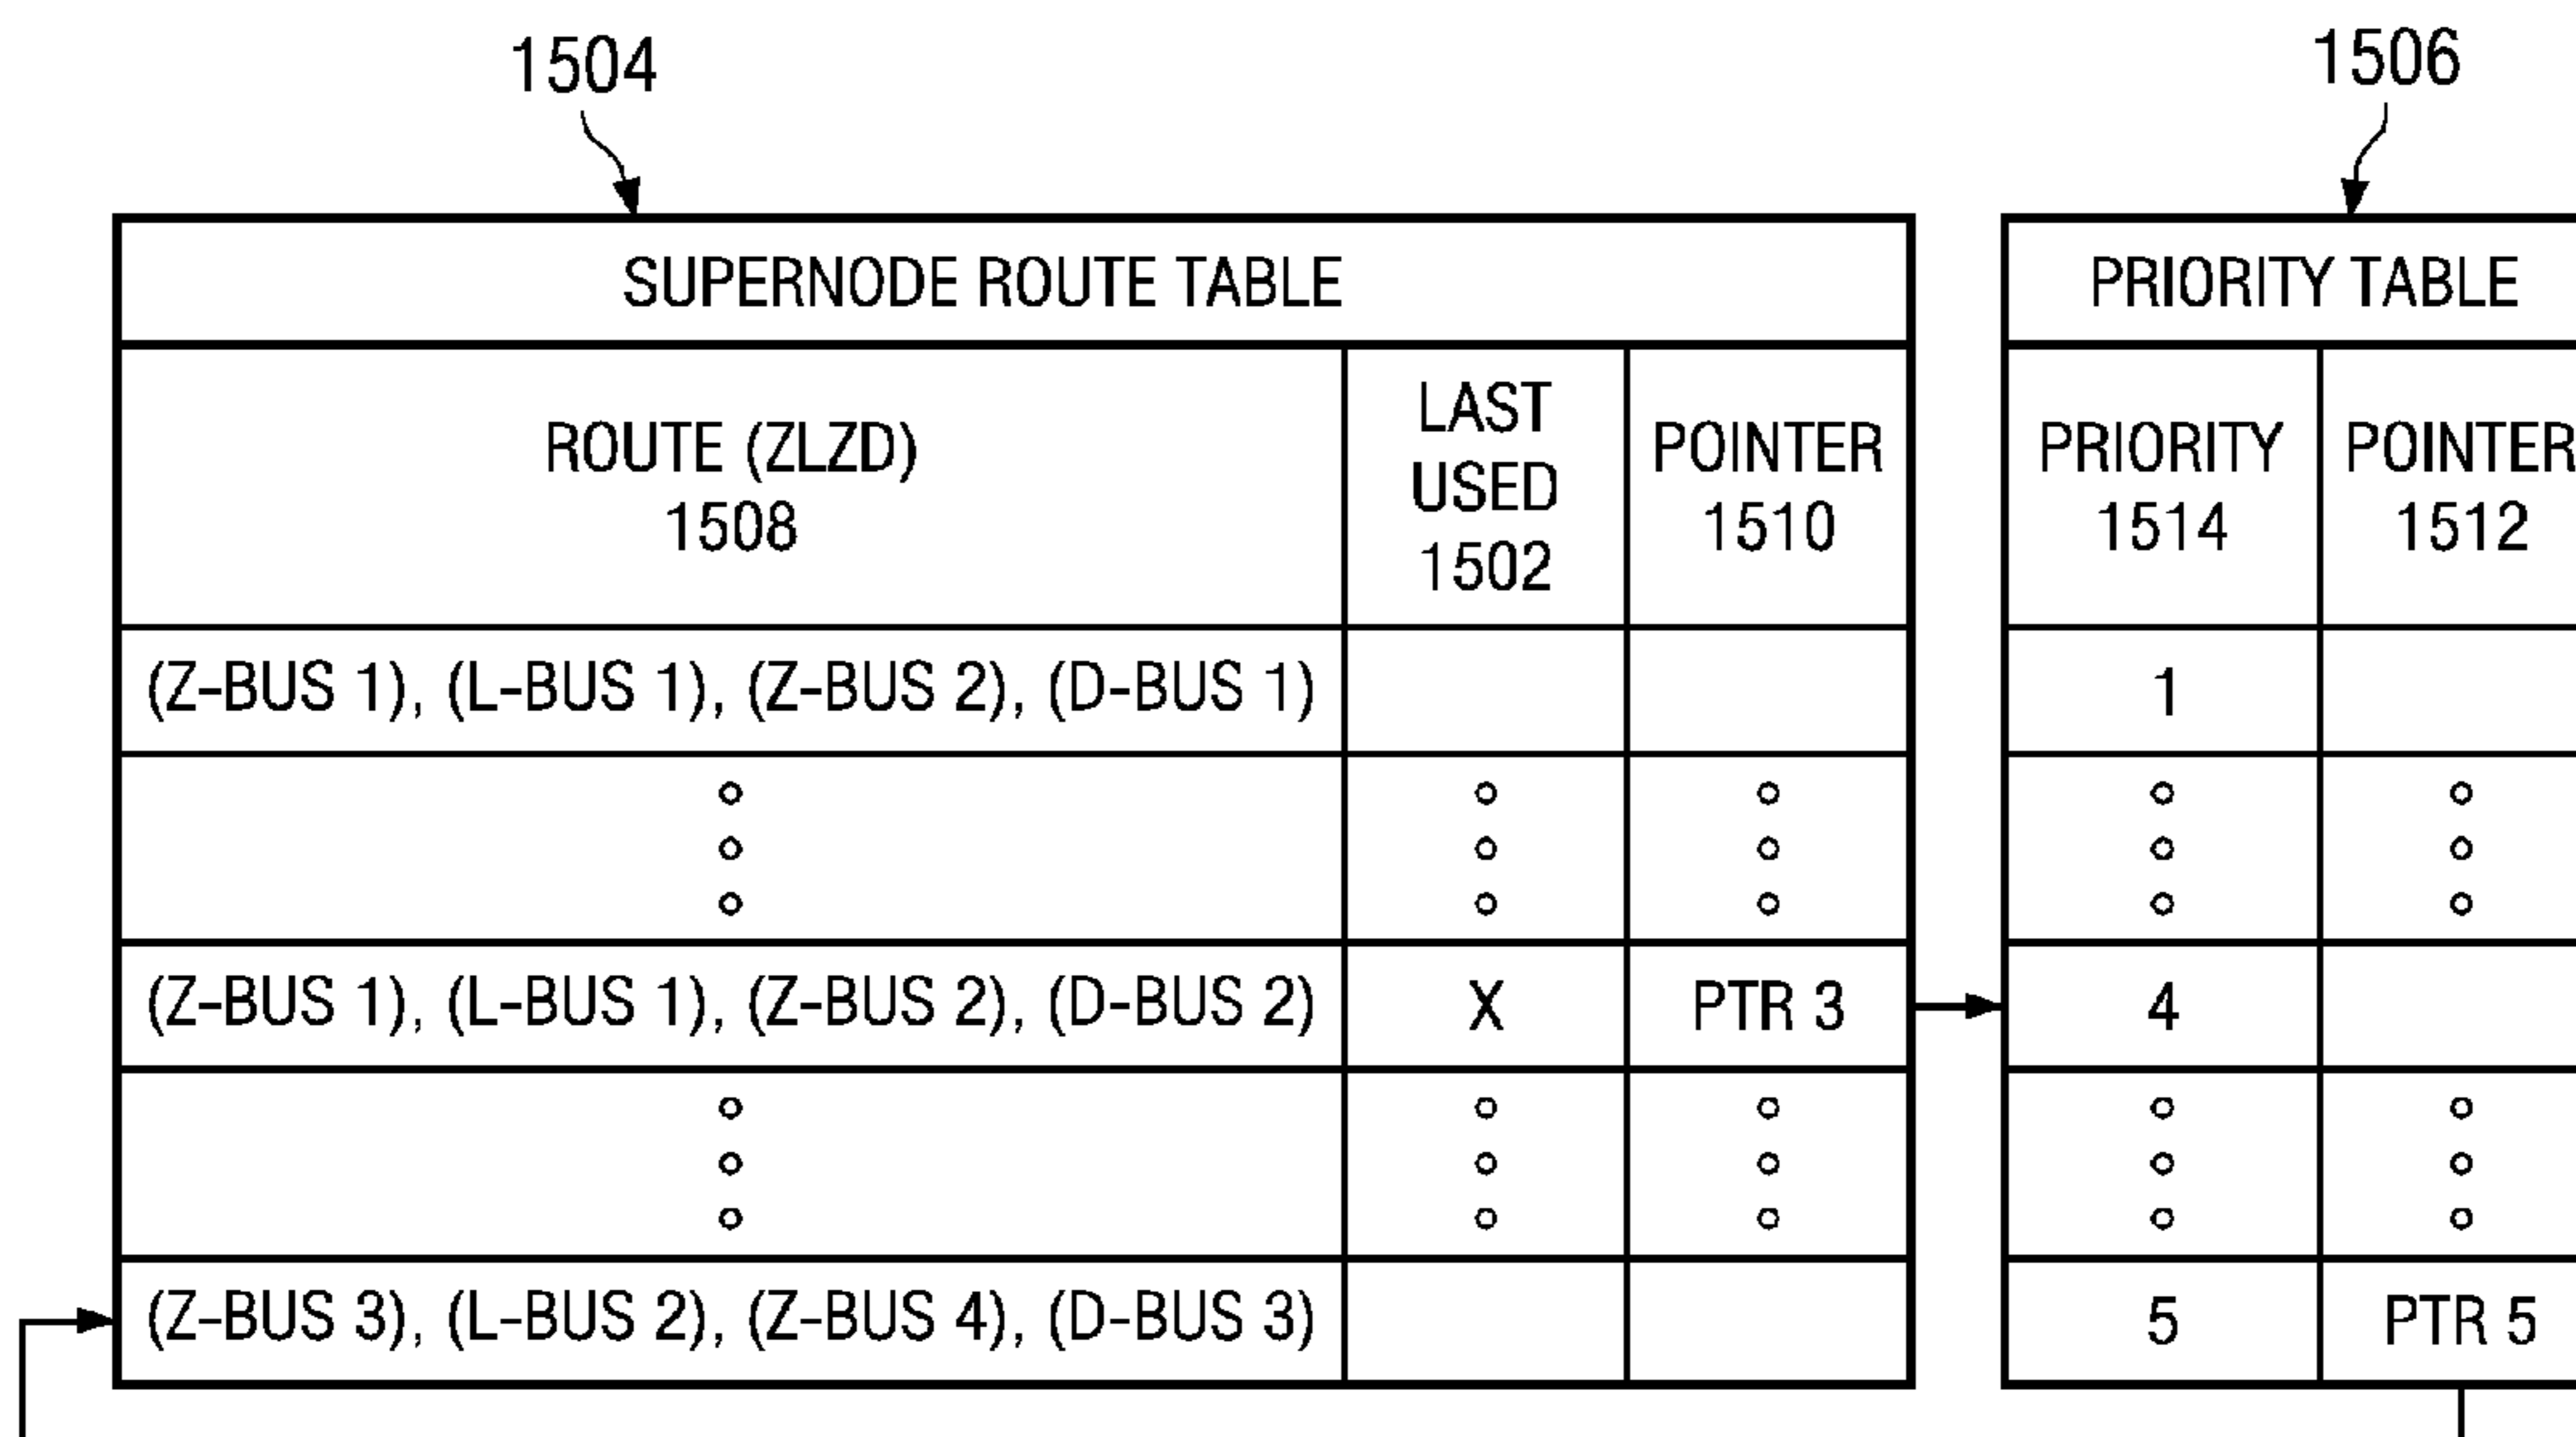 1504
1506
SUPERNODE ROUTE TABLE
ROUTE (ZLZD)
1508
LAST
USED
1502
POINTER
1510
(Z-BUS 1), (L-BUS 1), (Z-BUS 2), (D-BUS 1)
(Z-BUS 1), (L-BUS 1), (Z-BUS 2), (D-BUS 2)
X
PTR 3
(Z-BUS 3), (L-BUS 2), (Z-BUS 4), (D-BUS 3)
PRIORITY TABLE
PRIORITY
1514
POINTER
1512
1
4
5
PTR 5